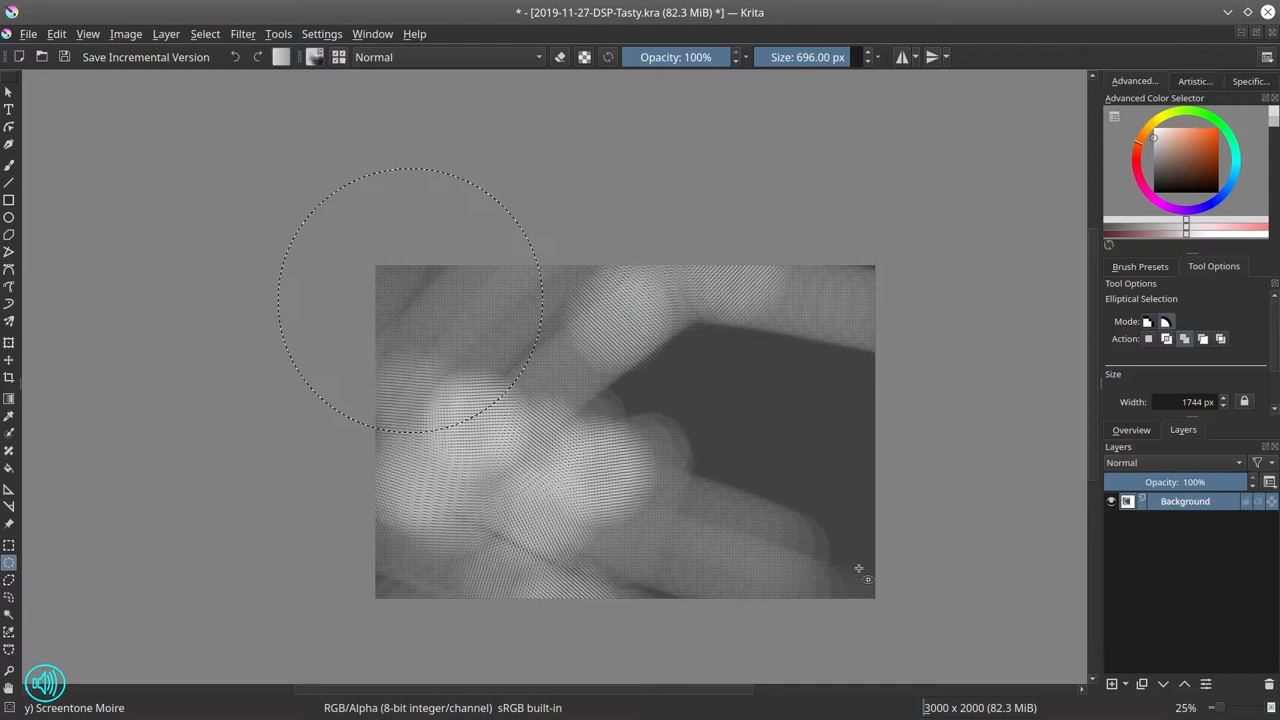 * - [2019-11-27-DSP-Tasty.kra (82.3 MiB) *] — Krita
File Edit View Image Layer Select Filter Tools Settings Window Help
Save Incremental Version Normal Opacity: 100% Size: 696.00 px
Advanced... Artistic... Specific...
Advanced Color Selector
Brush Presets Tool Options
Tool Options
Elliptical Selection
Mode:
Action:
Size
Width: 1744 px
Overview Layers
Layers
Normal
Opacity: 100%
Background
y) Screentone Moire RGB/Alpha (8-bit integer/channel) sRGB built-in 3000 x 2000 (82.3 MiB) 25%